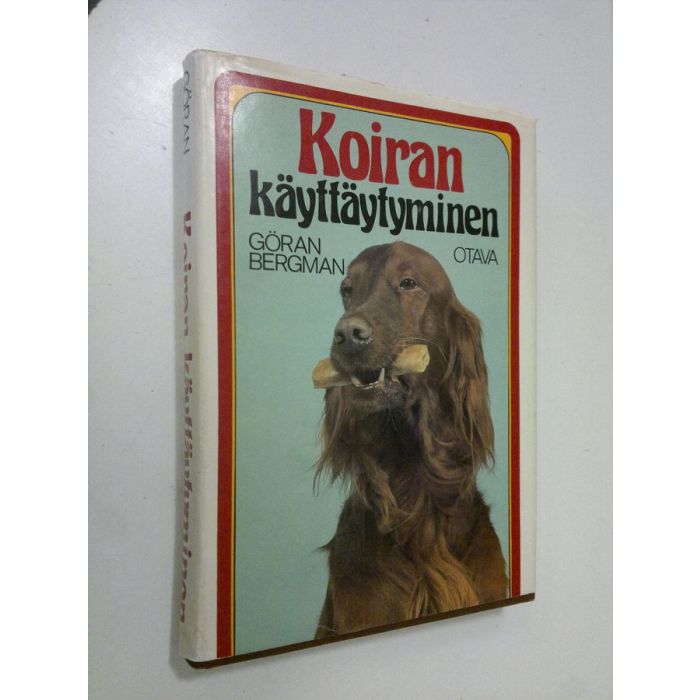 Koiran
käyttäytyminen
GÖRAN
BERGMAN
OTAVA
GÖRAN
Koiran käyttäytyminen